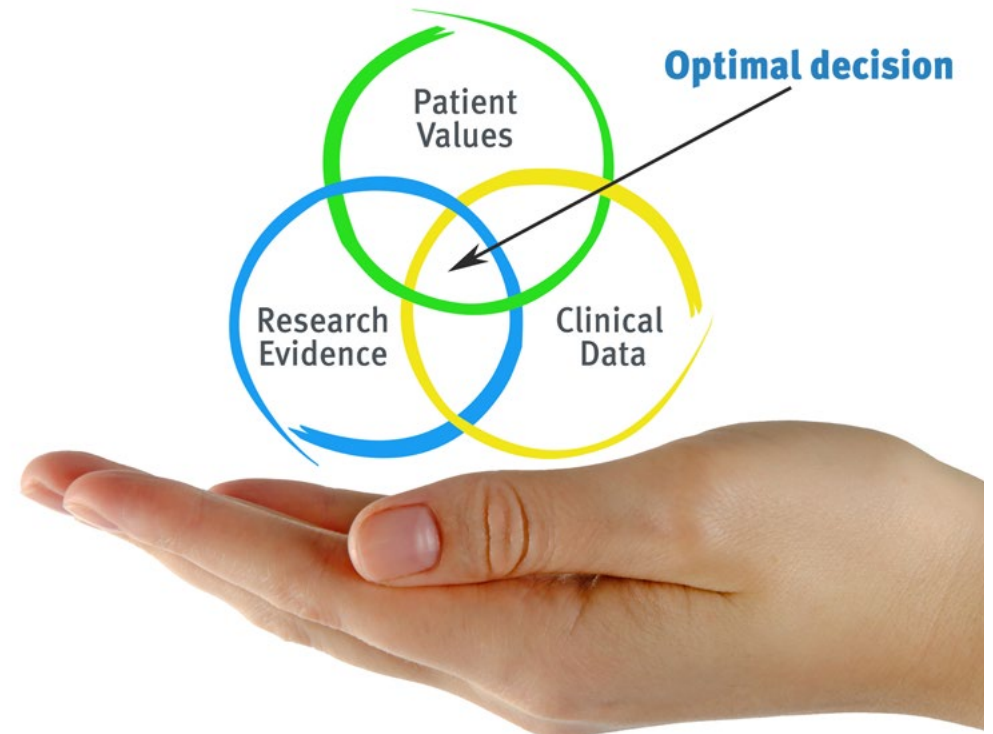 Optimal decision
Patient
Values
Research
Evidence
Clinical
Data